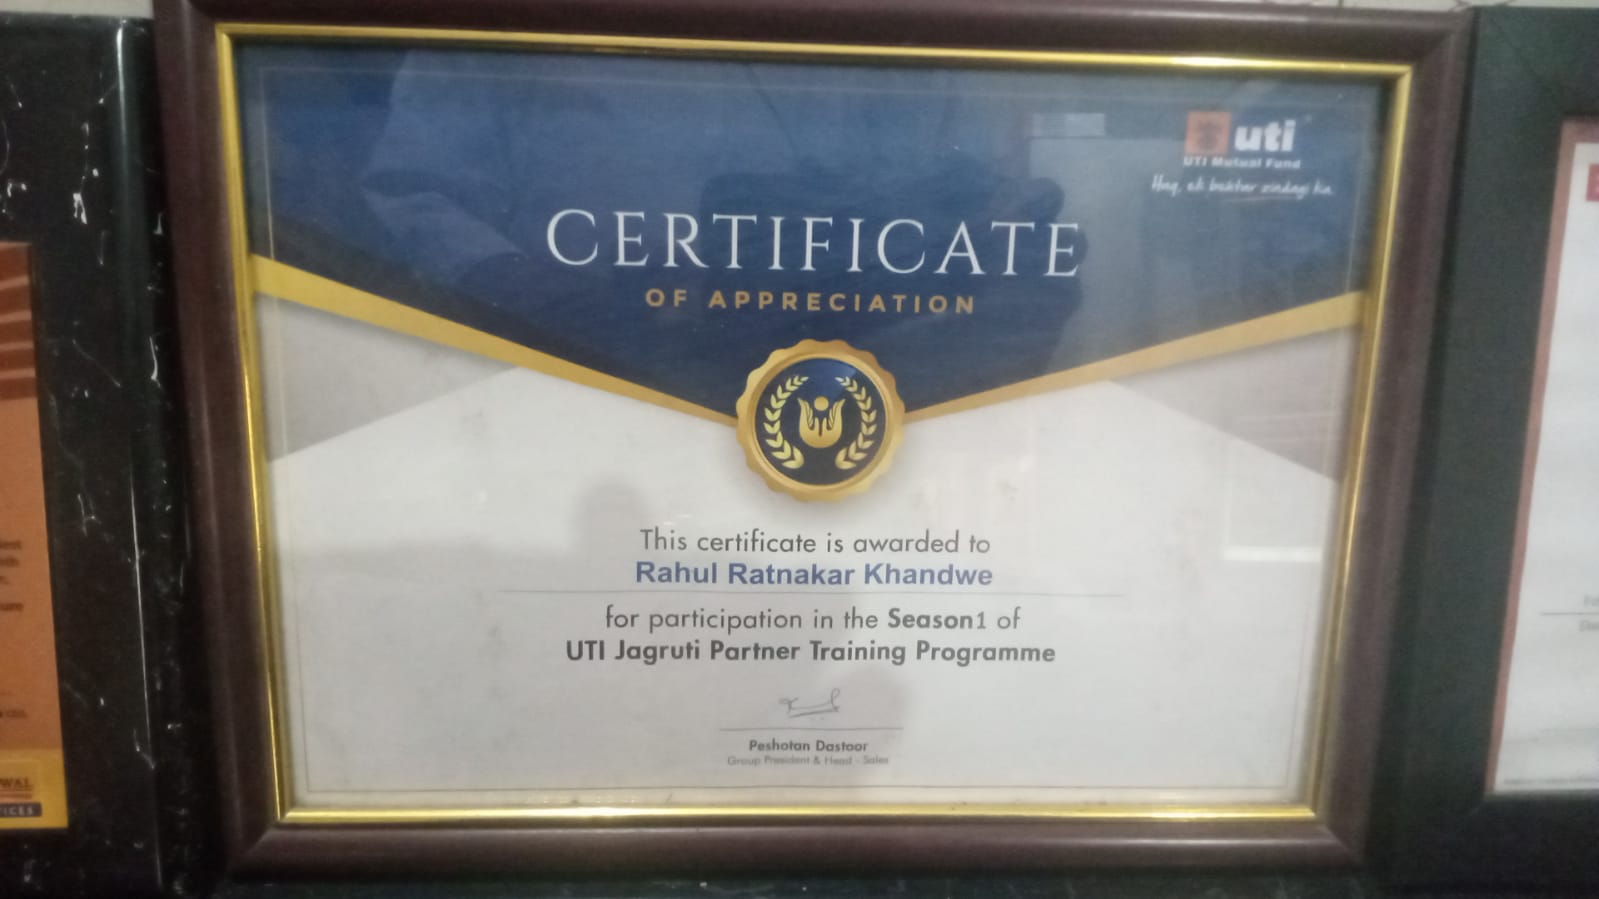 uti
UTI Mutual Fund
Haq, ek behtar zindagi ka.
CERTIFICATE
OF APPRECIATION
This certificate is awarded to
Rahul Ratnakar Khandwe
for participation in the Season1 of
UTI Jagruti Partner Training Programme
Peshotan Dastoor
Group President & Head - Sales